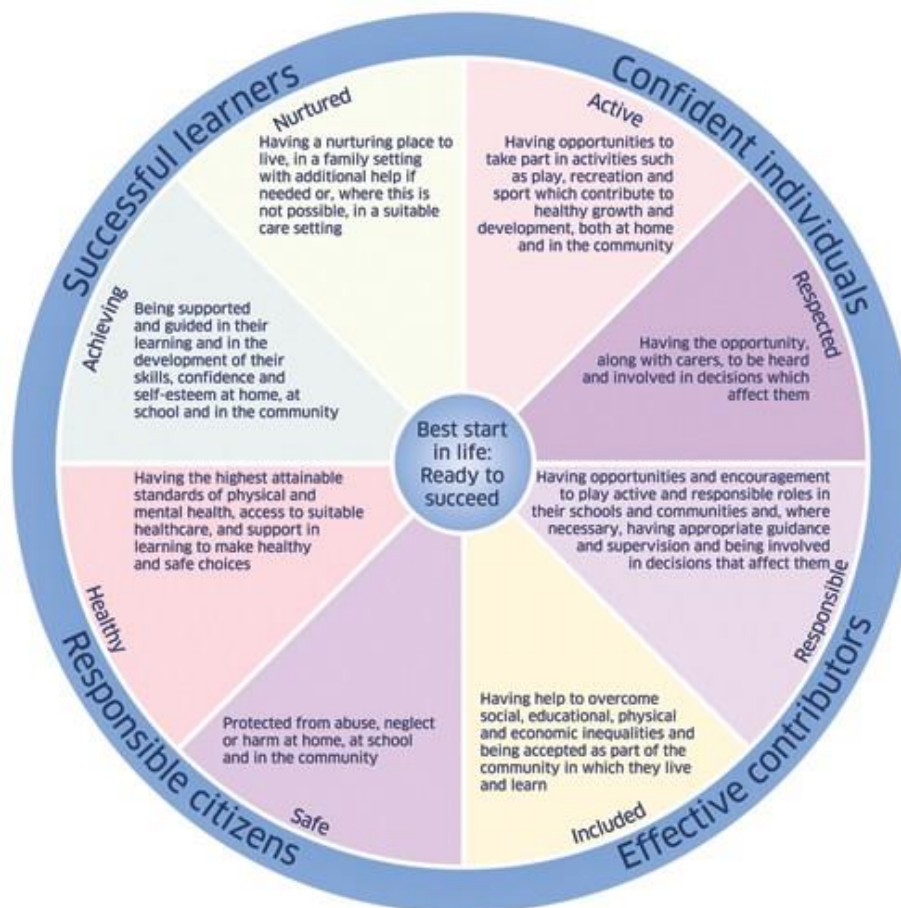 Successful learners
Confident individuals
Nurtured
Having a nurturing place to
live, in a family setting
with additional help if
needed or, where this is
not possible, in a suitable
care setting
Active
Having opportunities to
take part in activities such
as play, recreation and
sport which contribute to
healthy growth and
development, both at home
and in the community
Achieving
Being supported
and guided in their
learning and in the
development of their
skills, confidence and
self-esteem at home, at
school and in the community
Respected
Having the opportunity,
along with carers, to be heard
and involved in decisions which
affect them
Best start
in life:
Ready to
succeed
Healthy
Having the highest attainable
standards of physical and
mental health, access to suitable
healthcare, and support in
learning to make healthy
and safe choices
Having opportunities and encouragement
to play active and responsible roles in
their schools and communities and, where
necessary, having appropriate guidance
and supervision and being involved
in decisions that affect them
Responsible
Protected from abuse, neglect
or harm at home, at school
and in the community
Safe
Having help to overcome
social, educational, physical
and economic inequalities and
being accepted as part of the
community in which they live
and learn
Included
Responsible citizens
Effective contributors